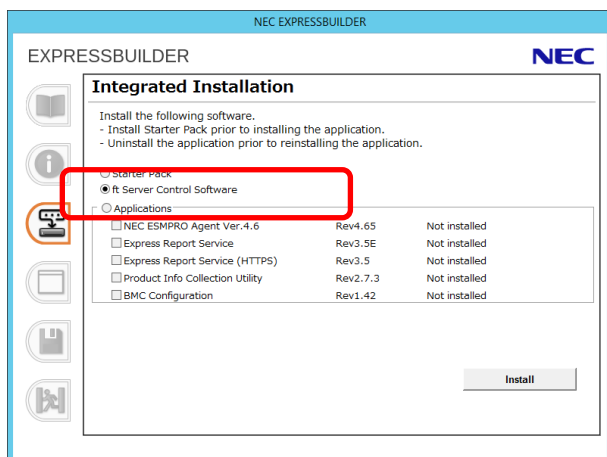 NEC EXPRESSBUILDER
EXPRESSBUILDER
NEC
Integrated Installation
Install the following software.
- Install Starter Pack prior to installing the application.
- Uninstall the application prior to reinstalling the application.
Starter Pack
ft Server Control Software
Applications
NEC ESMPRO Agent Ver.4.6 Rev4.65 Not installed
Express Report Service Rev3.5E Not installed
Express Report Service (HTTPS) Rev3.5 Not installed
Product Info Collection Utility Rev2.7.3 Not installed
BMC Configuration Rev1.42 Not installed
Install